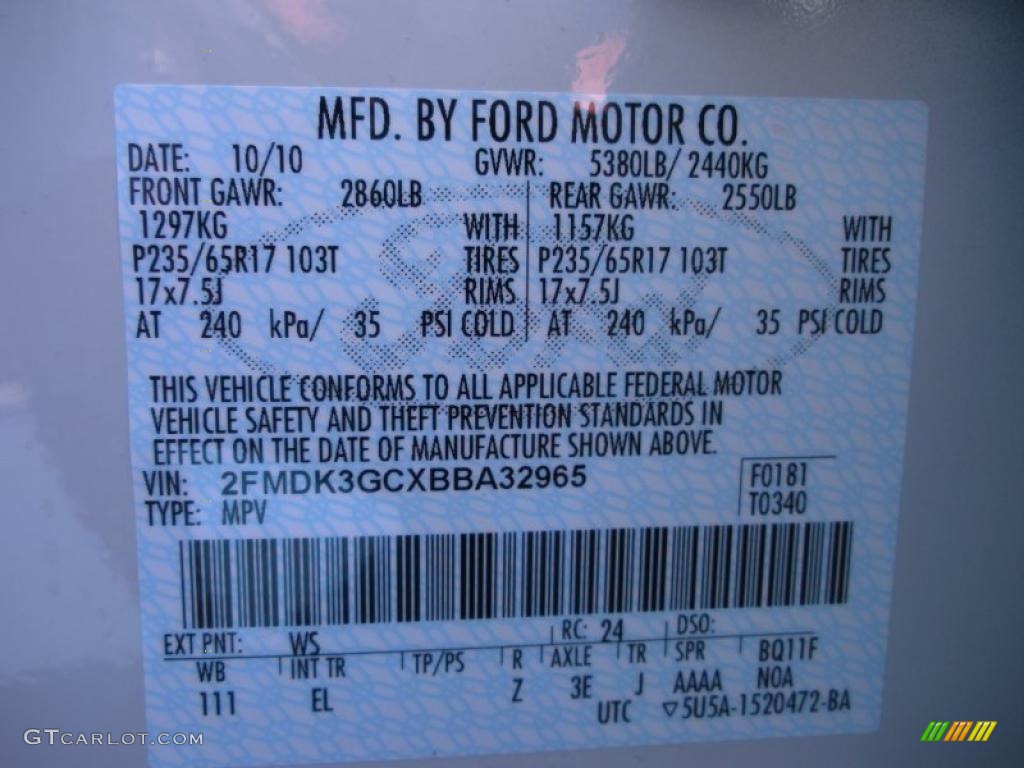 MFD. BY FORD MOTOR CO.
DATE: 10/10 GVWR: 5380LB/ 2440KG
FRONT GAWR: 2860LB REAR GAWR: 2550LB
1297KG WITH 1157KG WITH
P235/65R17 103T TIRES P235/65R17 103T TIRES
17x7.5J RIMS 17x7.5J RIMS
AT 240 kPa/ 35 PSI COLD AT 240 kPa/ 35 PSI COLD
THIS VEHICLE CONFORMS TO ALL APPLICABLE FEDERAL MOTOR
VEHICLE SAFETY AND THEFT PREVENTION STANDARDS IN
EFFECT ON THE DATE OF MANUFACTURE SHOWN ABOVE.
VIN: 2FMDK3GCXBBA32965 F0181
TYPE: MPV T0340
EXT PNT: WS RC: 24 DSO:
WB INT TR TP/PS R AXLE TR SPR BQ11F
111 EL Z 3E J AAAA NOA
UTC 5U5A-1520472-BA
GTCARLOT.COM